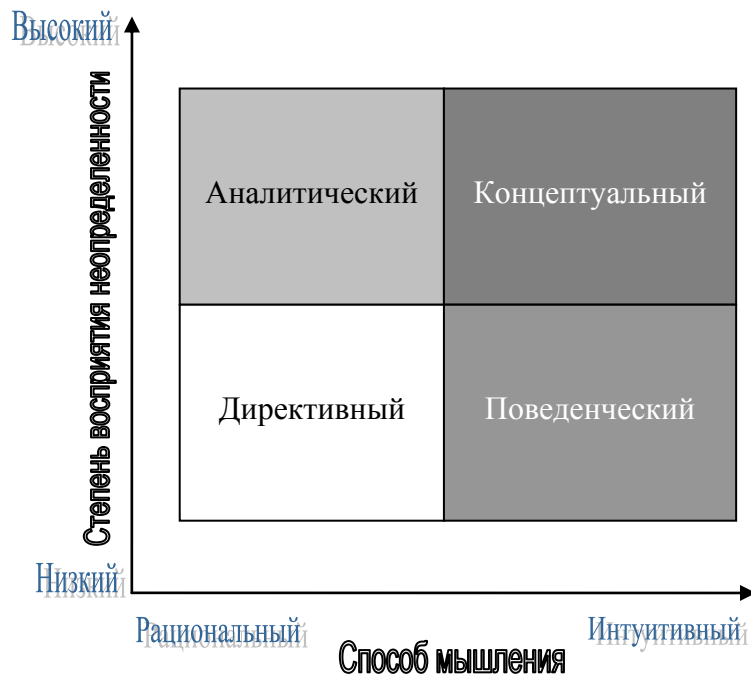 Высокий
Степень восприятия неопределенности
Аналитический
Концептуальный
Директивный
Поведенческий
Низкий
Рациональный
Интуитивный
Способ мышления